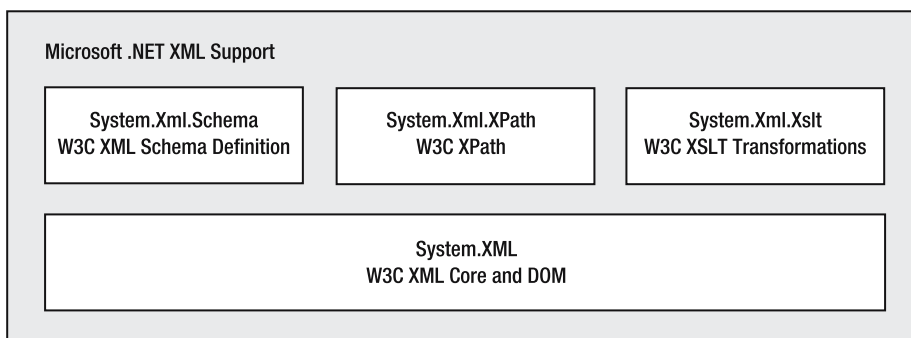 Microsoft .NET XML Support
System.Xml.Schema
W3C XML Schema Definition
System.Xml.XPath
W3C XPath
System.Xml.Xslt
W3C XSLT Transformations
System.XML
W3C XML Core and DOM